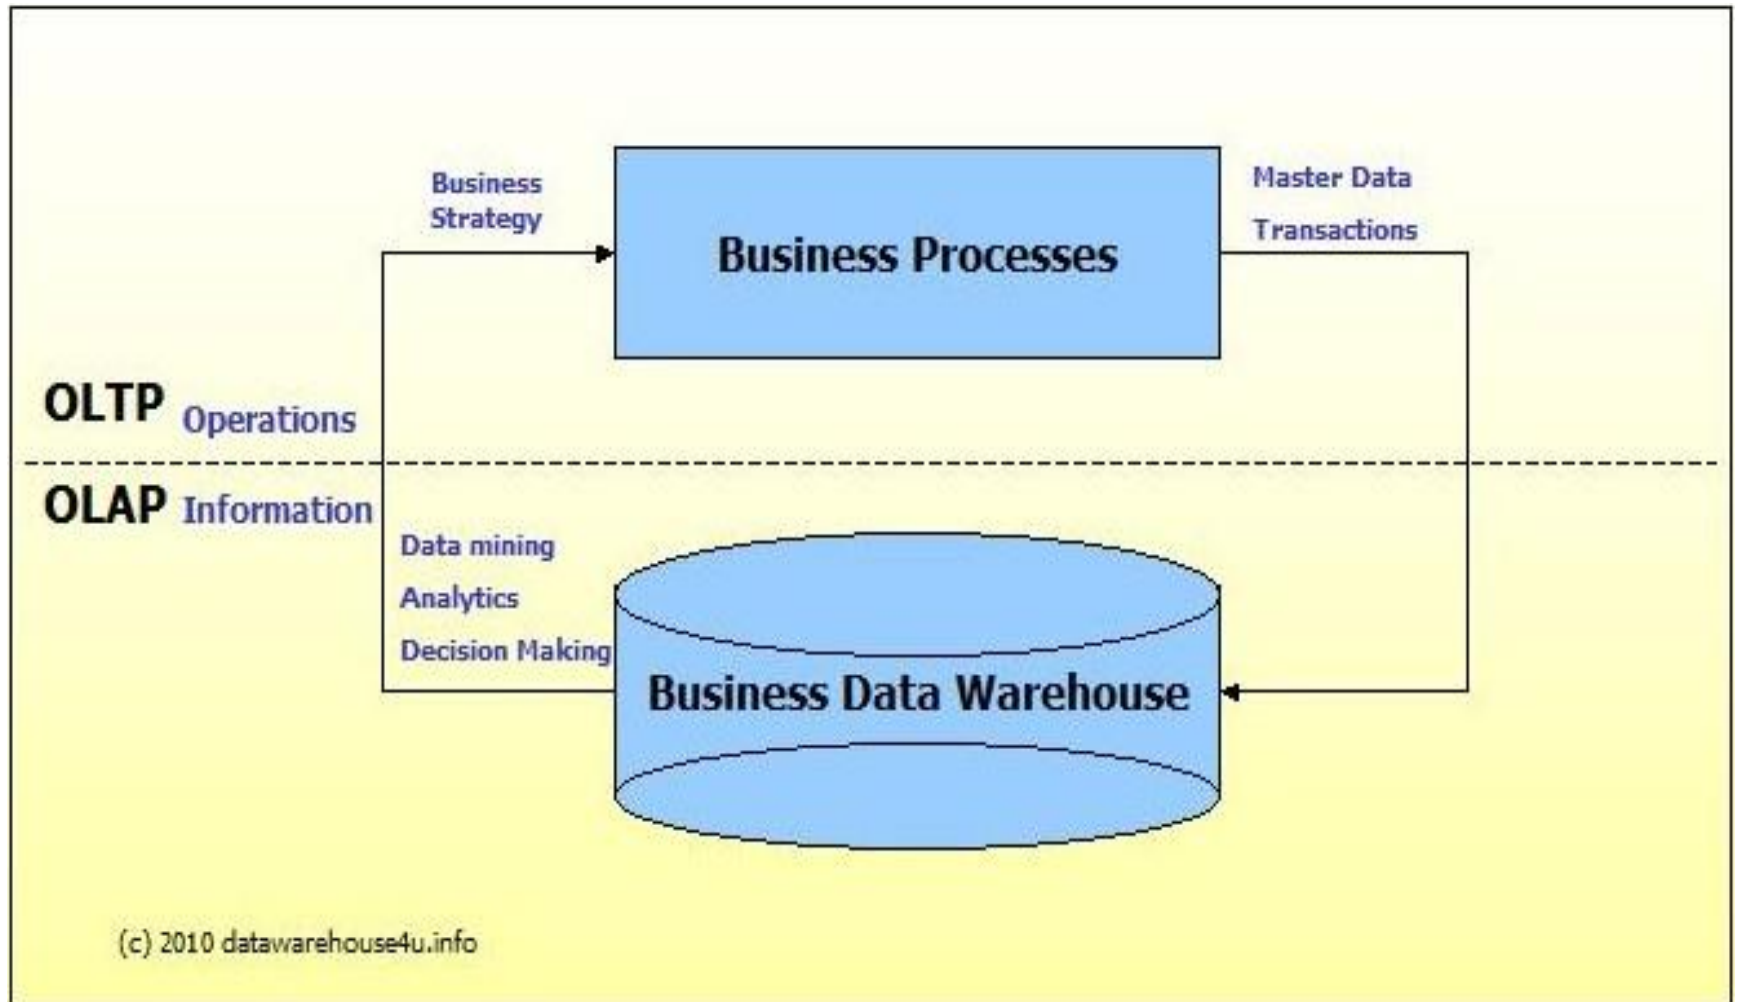 Business
Strategy
Business Processes
Master Data
Transactions
OLTP Operations
OLAP Information
Data mining
Analytics
Decision Making
Business Data Warehouse
(c) 2010 datawarehouse4u.info